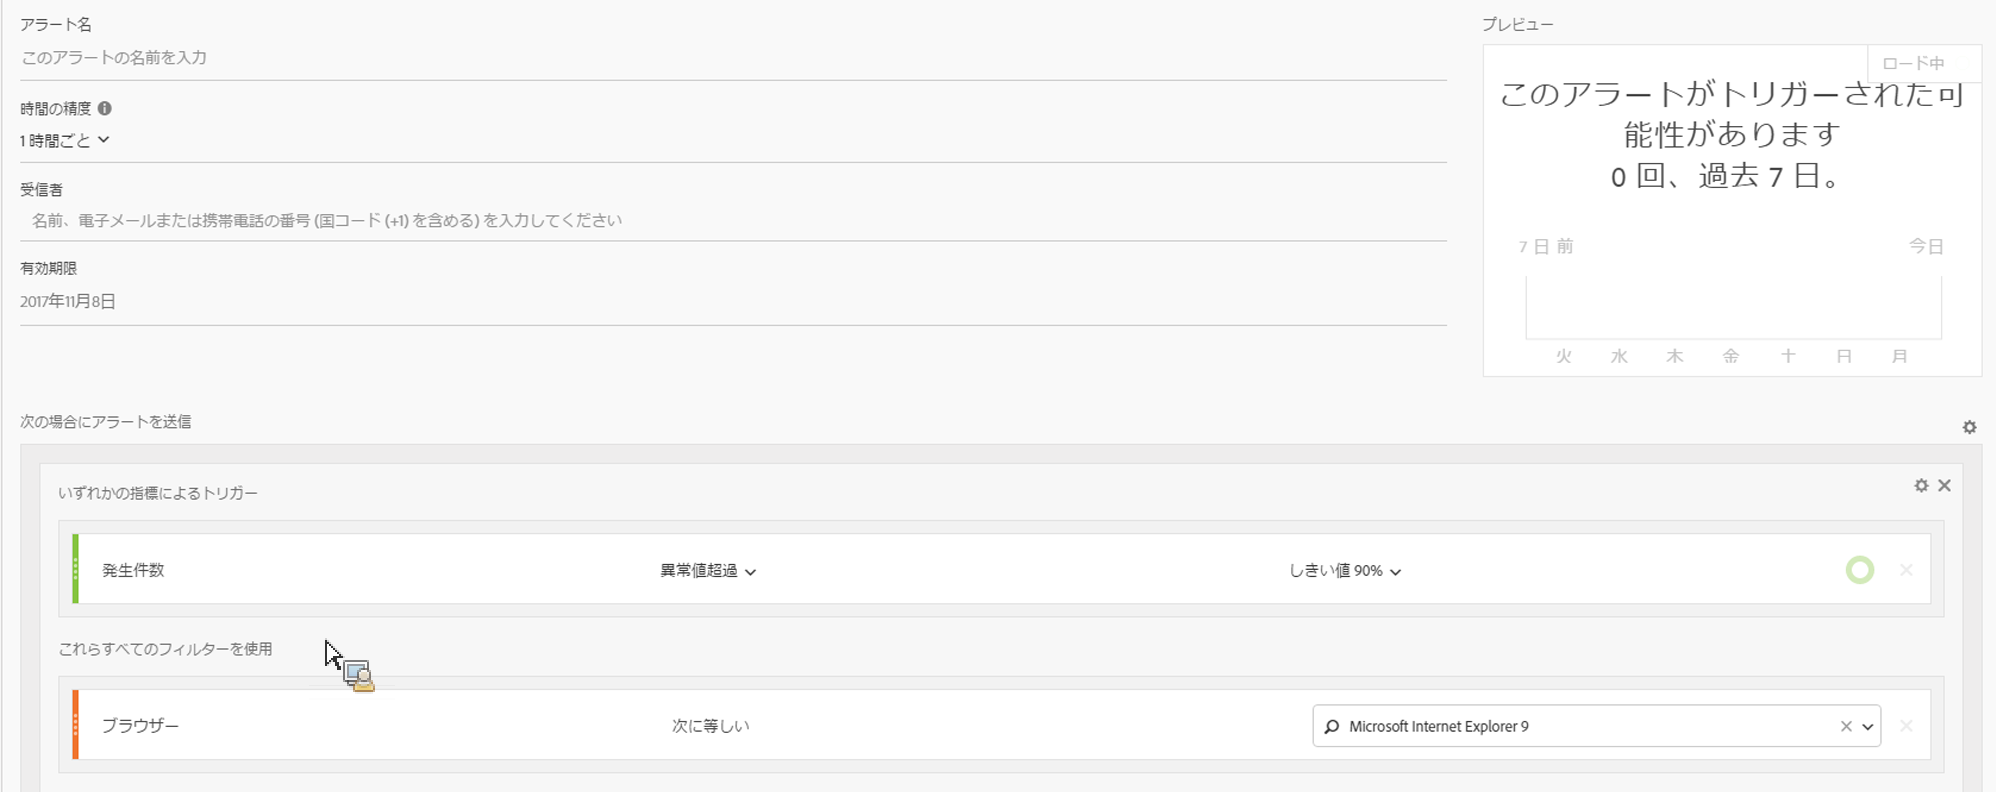 アラート名
このアラートの名前を入力
時間の精度
1 時間ごと
受信者
名前、電子メールまたは携帯電話の番号 (国コード (+1) を含める) を入力してください
有効期限
2017年11月8日
プレビュー
ロード中
このアラートがトリガーされた可
能性があります
0 回、過去 7 日。
7 日 前 今日
火 水 木 金 土 日 月
次の場合にアラートを送信
いずれかの指標によるトリガー
発生件数 異常値超過 しきい値 90%
これらすべてのフィルターを使用
ブラウザー 次に等しい Microsoft Internet Explorer 9